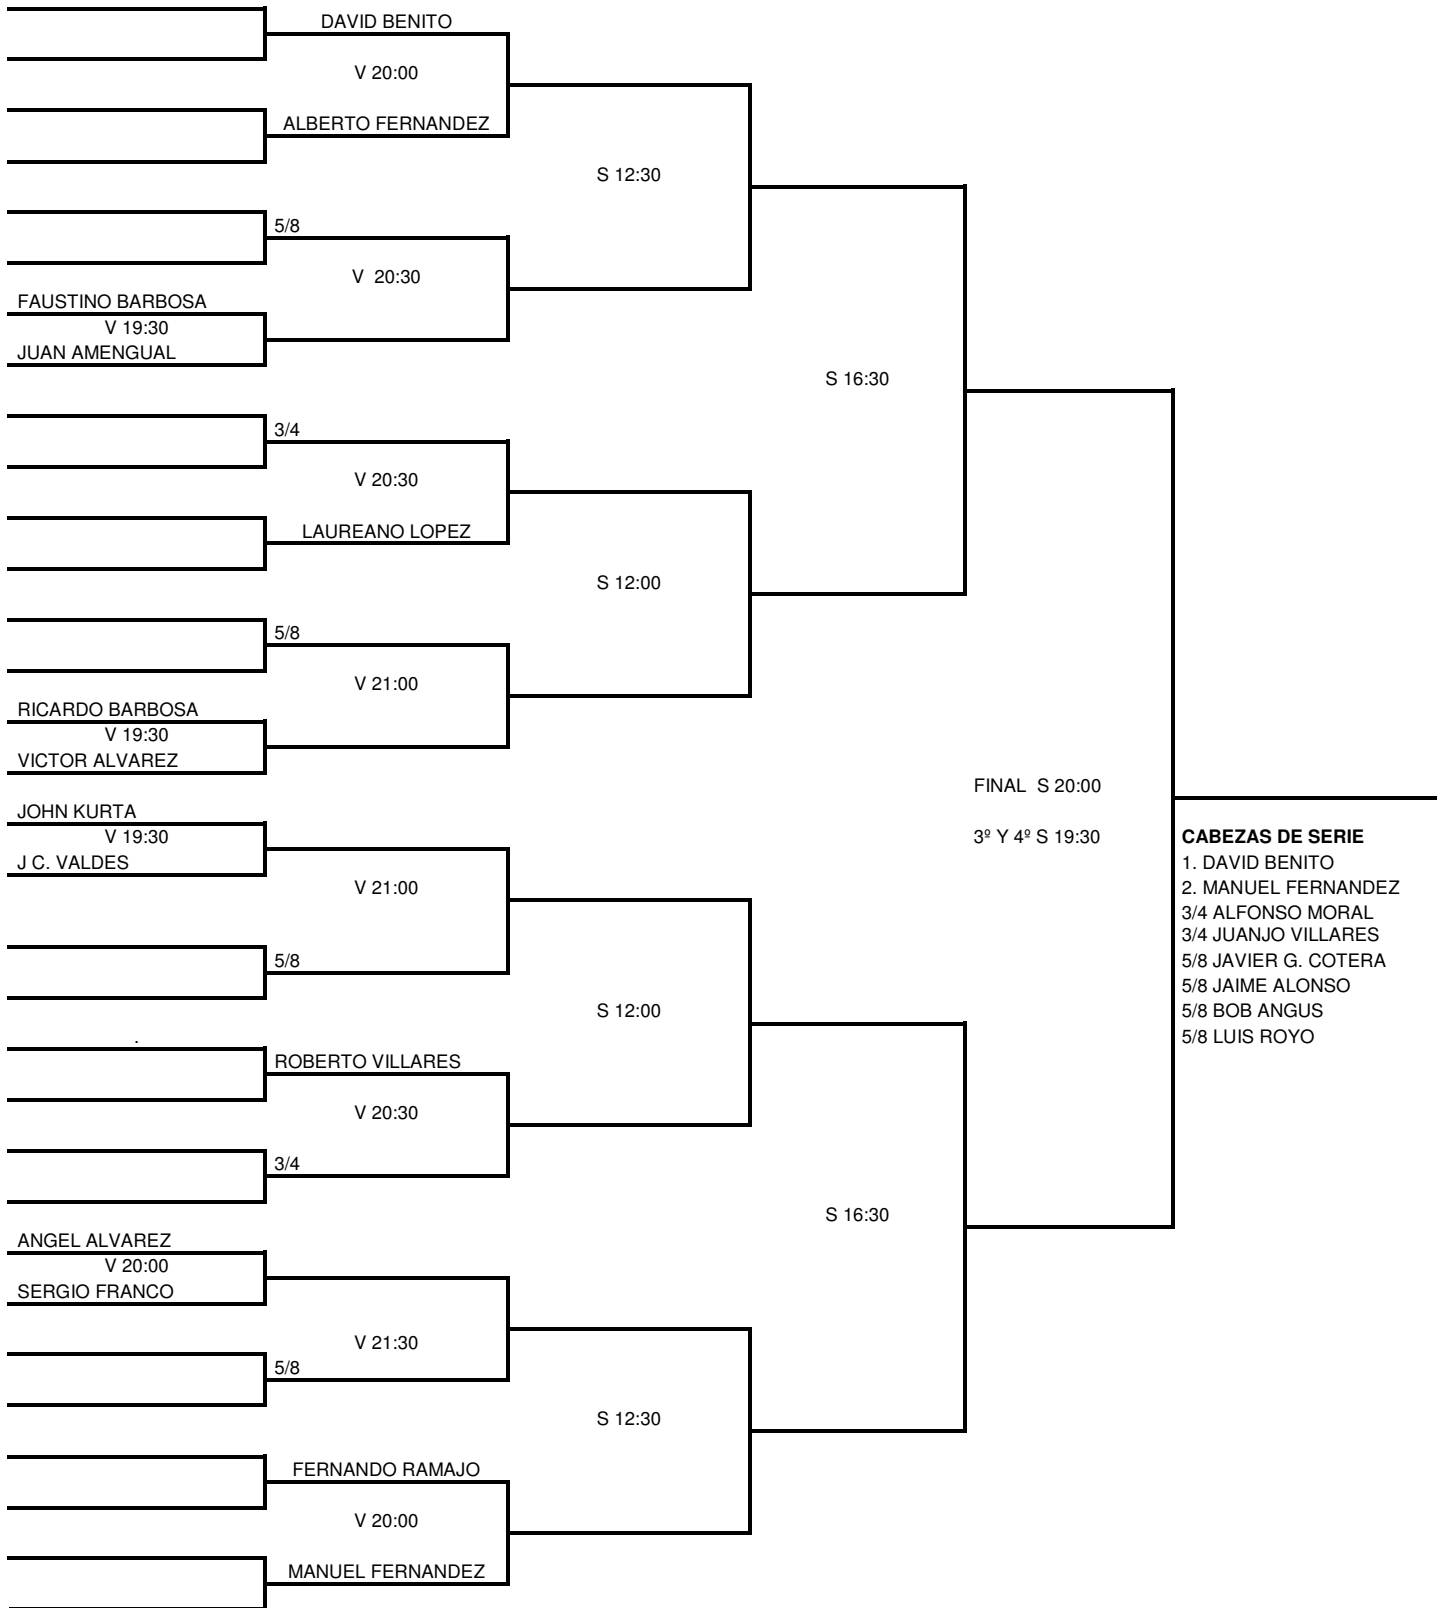 DAVID BENITO
V 20:00
ALBERTO FERNANDEZ
S 12:30
5/8
V  20:30
FAUSTINO BARBOSA
V 19:30
JUAN AMENGUAL
S 16:30
3/4
V 20:30
LAUREANO LOPEZ
S 12:00
5/8
V 21:00
RICARDO BARBOSA
V 19:30
VICTOR ALVAREZ
FINAL  S 20:00
3º Y 4º S 19:30
JOHN KURTA
V 19:30
J C. VALDES
V 21:00
5/8
S 12:00
.
ROBERTO VILLARES
V 20:30
3/4
S 16:30
ANGEL ALVAREZ
V 20:00
SERGIO FRANCO
V 21:30
5/8
S 12:30
FERNANDO RAMAJO
V 20:00
MANUEL FERNANDEZ
CABEZAS DE SERIE
1. DAVID BENITO
2. MANUEL FERNANDEZ
3/4 ALFONSO MORAL
3/4 JUANJO VILLARES
5/8 JAVIER G. COTERA
5/8 JAIME ALONSO
5/8 BOB ANGUS
5/8 LUIS ROYO